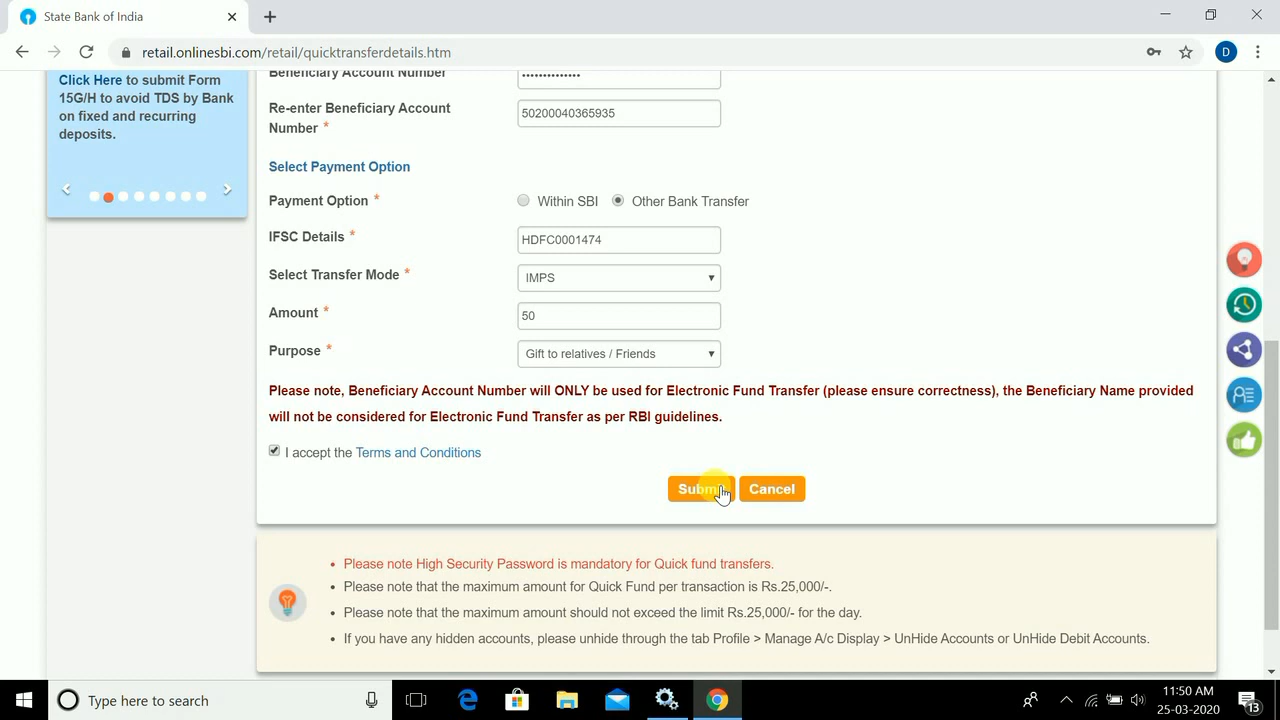 State Bank of India
retail.onlinesbi.com/retail/quicktransferdetails.htm
D
Click Here to submit Form
15G/H to avoid TDS by Bank
on fixed and recurring
deposits.
Beneficiary Account Number
Re-enter Beneficiary Account
Number *
50200040365935
Select Payment Option
Payment Option *
Within SBI
Other Bank Transfer
IFSC Details *
HDFC0001474
Select Transfer Mode *
IMPS
Amount *
50
Purpose *
Gift to relatives / Friends
Please note, Beneficiary Account Number will ONLY be used for Electronic Fund Transfer (please ensure correctness), the Beneficiary Name provided
will not be considered for Electronic Fund Transfer as per RBI guidelines.
I accept the Terms and Conditions
Submit
Cancel
• Please note High Security Password is mandatory for Quick fund transfers.
• Please note that the maximum amount for Quick Fund per transaction is Rs.25,000/-.
• Please note that the maximum amount should not exceed the limit Rs.25,000/- for the day.
• If you have any hidden accounts, please unhide through the tab Profile > Manage A/c Display > UnHide Accounts or UnHide Debit Accounts.
Type here to search
11:50 AM
25-03-2020
13